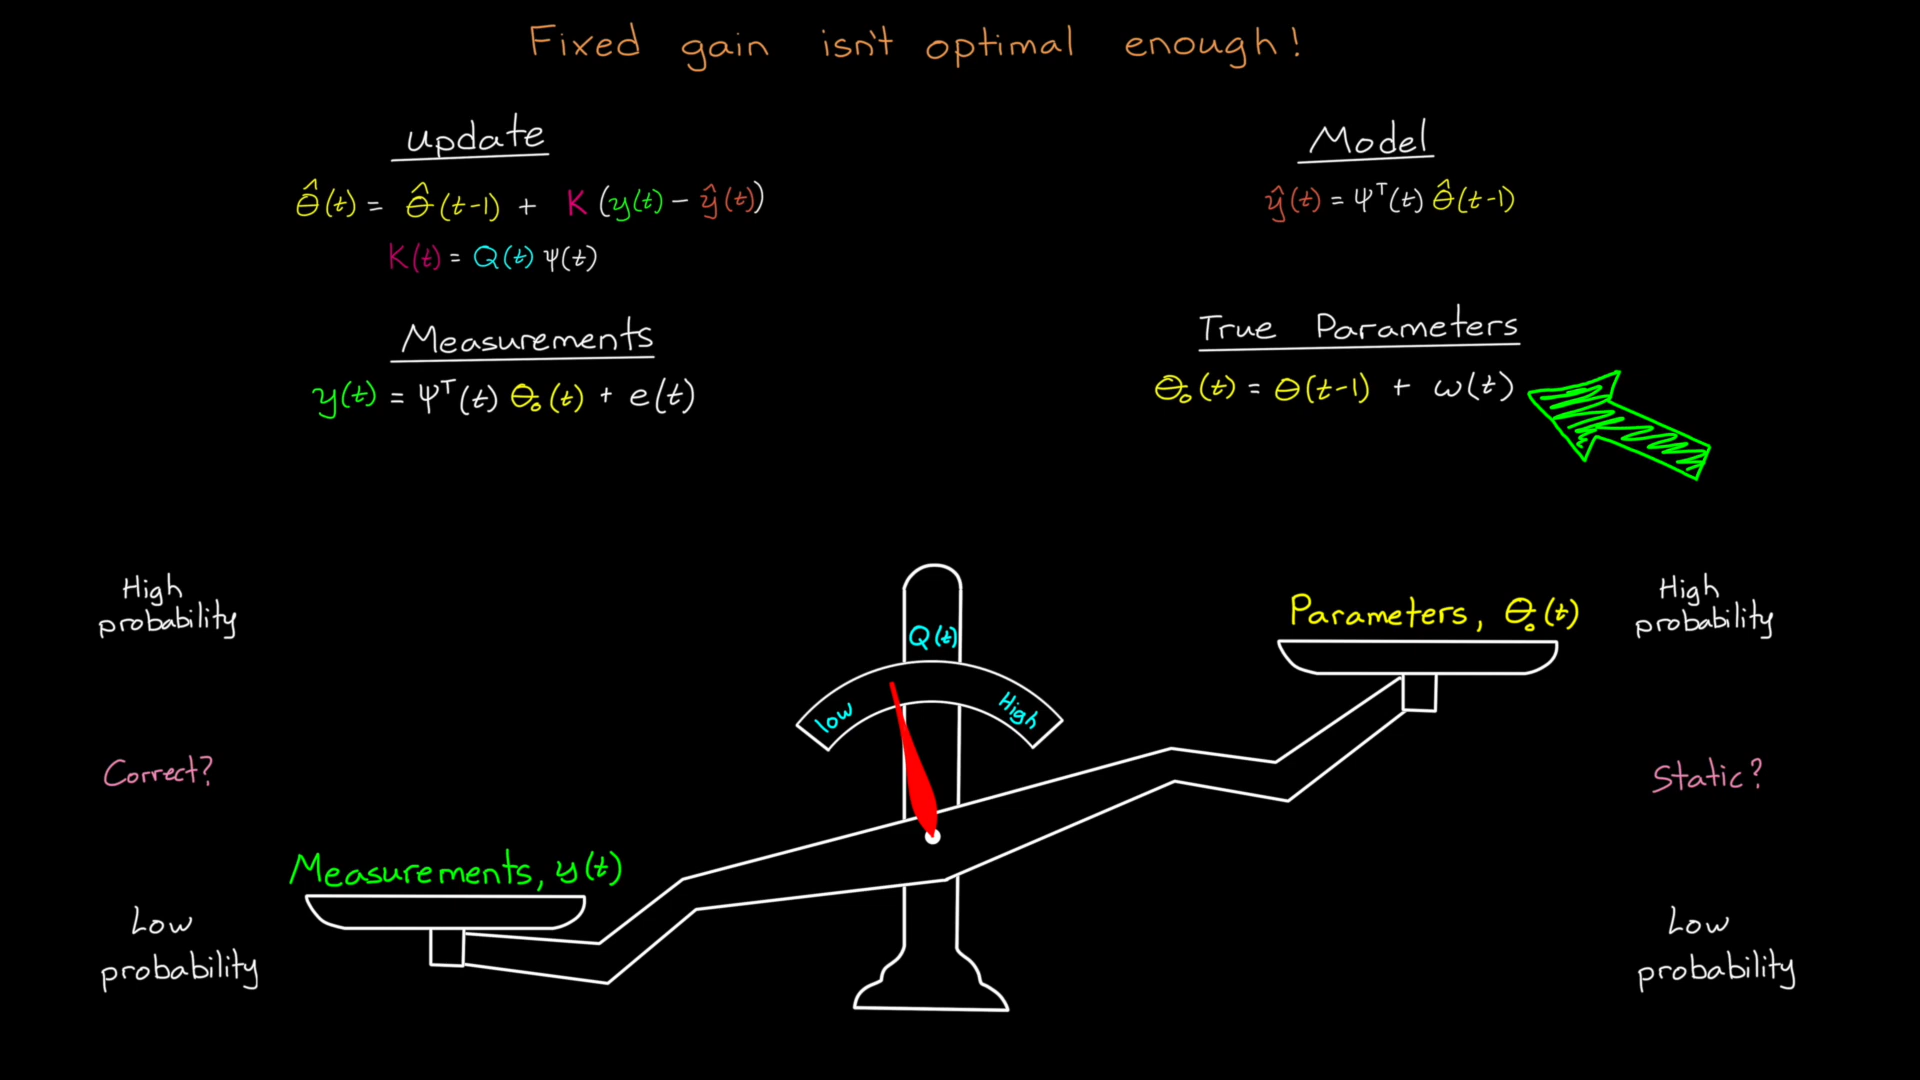 Fixed gain isn't optimal enough!
update
θ̂(t) = θ̂(t-1) + K (y(t) - ŷ(t))
K(t) = Q(t) Ψ(t)
Model
ŷ(t) = Ψᵀ(t) θ̂(t-1)
Measurements
y(t) = Ψᵀ(t) θ₀(t) + e(t)
True Parameters
θ₀(t) = θ(t-1) + ω(t)
High
probability
Correct?
Low
probability
Measurements, y(t)
Q(t)
low
High
Parameters, θ₀(t)
High
probability
Static?
Low
probability